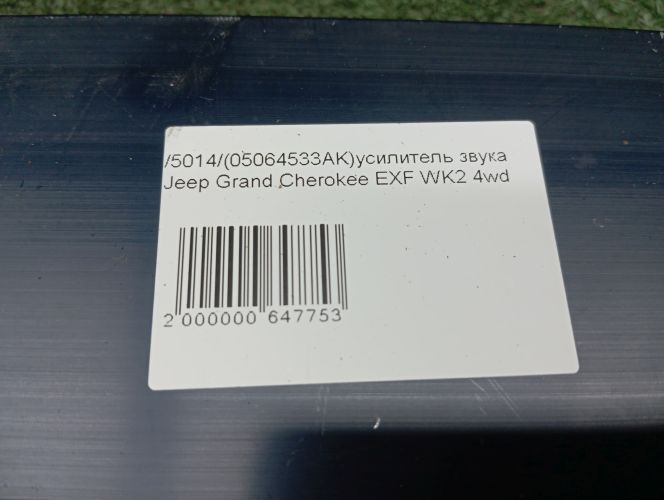 /5014/(05064533AK)усилитель звука
Jeep Grand Cherokee EXF WK2 4wd
2 000000 647753